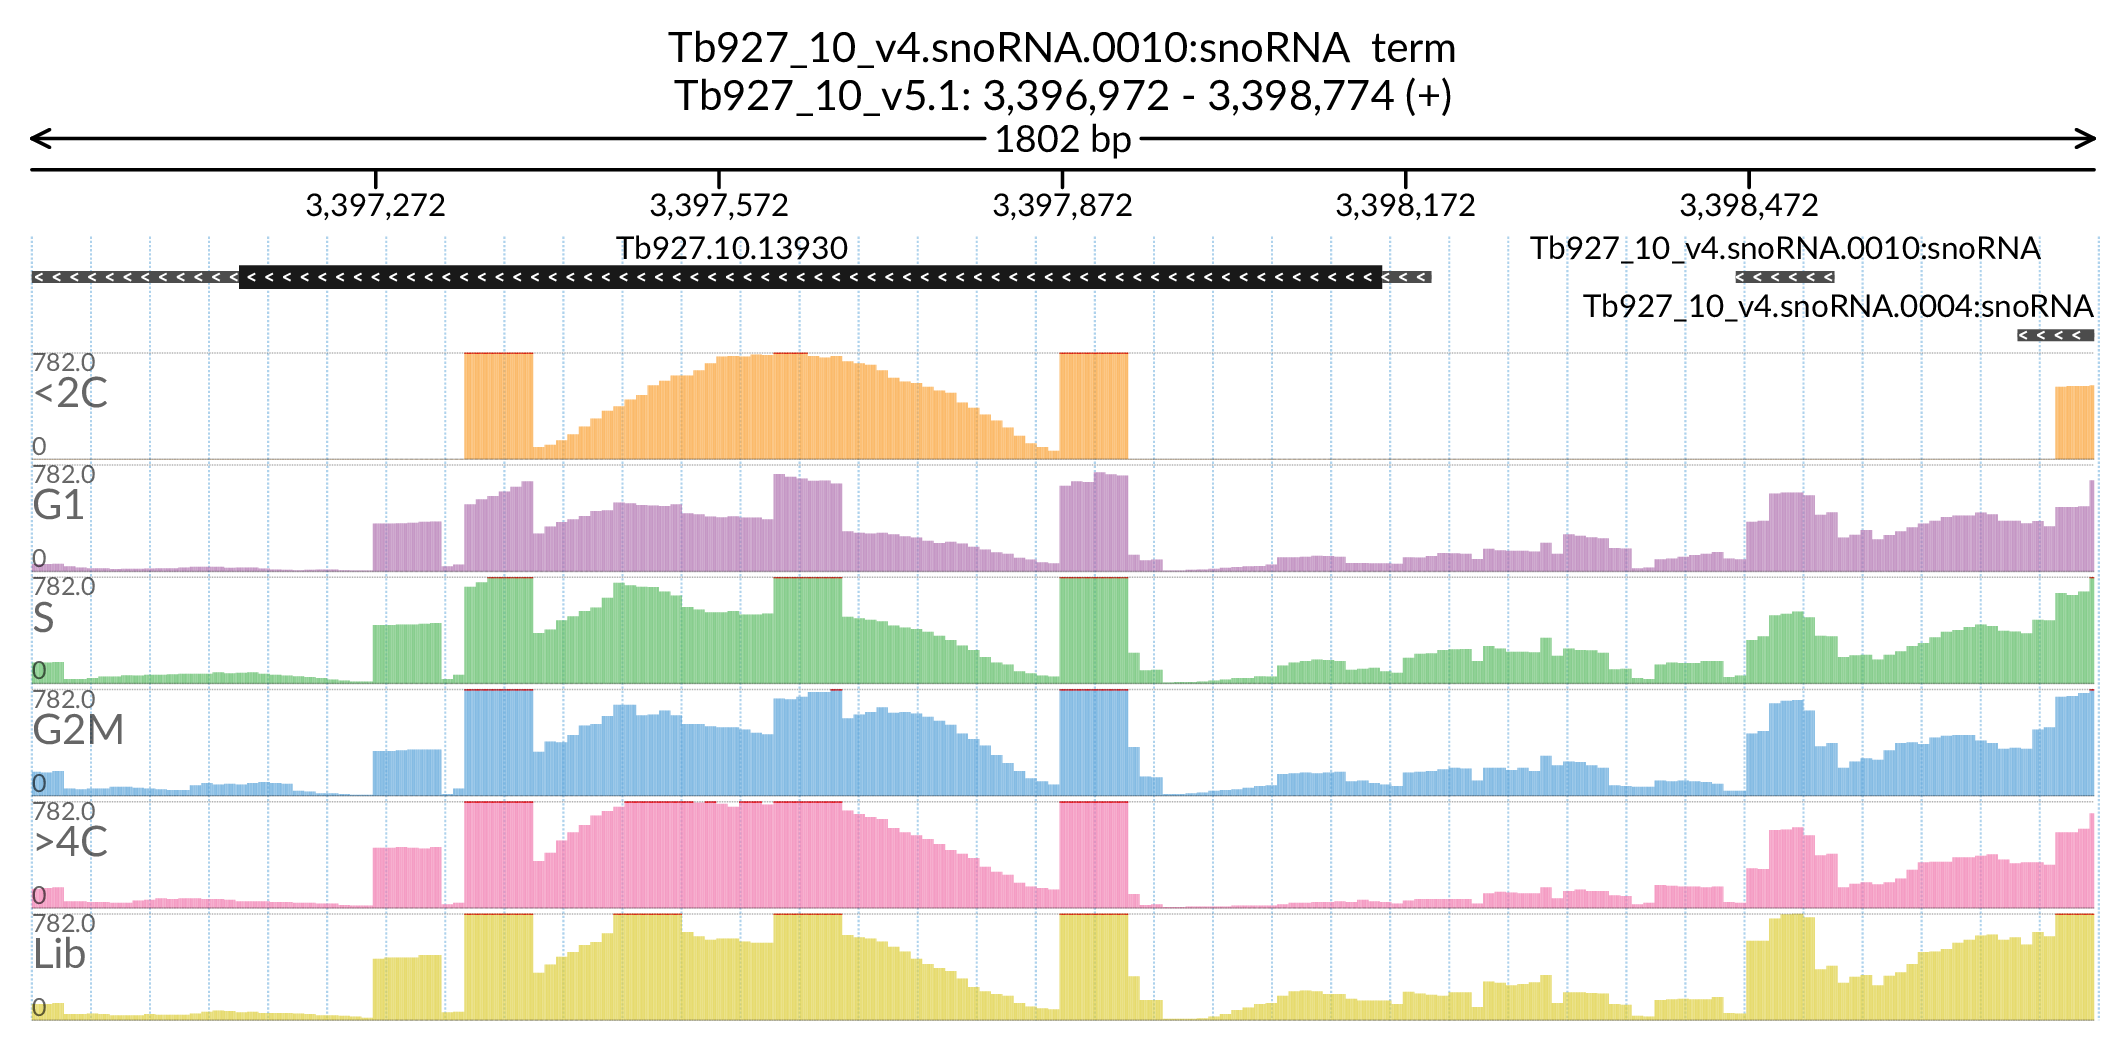 Tb927_10_v4.snoRNA.0010:snoRNA  term
Tb927_10_v5.1: 3,396,972 - 3,398,774 (+)
1802 bp
3,397,272 3,397,572 3,397,872 3,398,172 3,398,472
Tb927.10.13930 Tb927_10_v4.snoRNA.0010:snoRNA
Tb927_10_v4.snoRNA.0004:snoRNA
782.0
<2C
0
782.0
G1
0
782.0
S
0
782.0
G2M
0
782.0
>4C
0
782.0
Lib
0